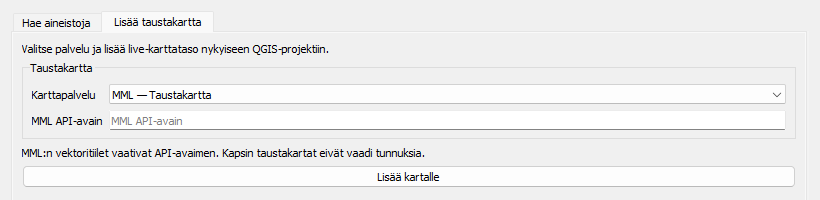 Hae aineistoja
Lisää taustakartta
Valitse palvelu ja lisää live-karttataso nykyiseen QGIS-projektiin.
Taustakartta
Karttapalvelu MML — Taustakartta
MML API-avain MML API-avain
MML:n vektoritiilet vaativat API-avaimen. Kapsin taustakartat eivät vaadi tunnuksia.
Lisää kartalle